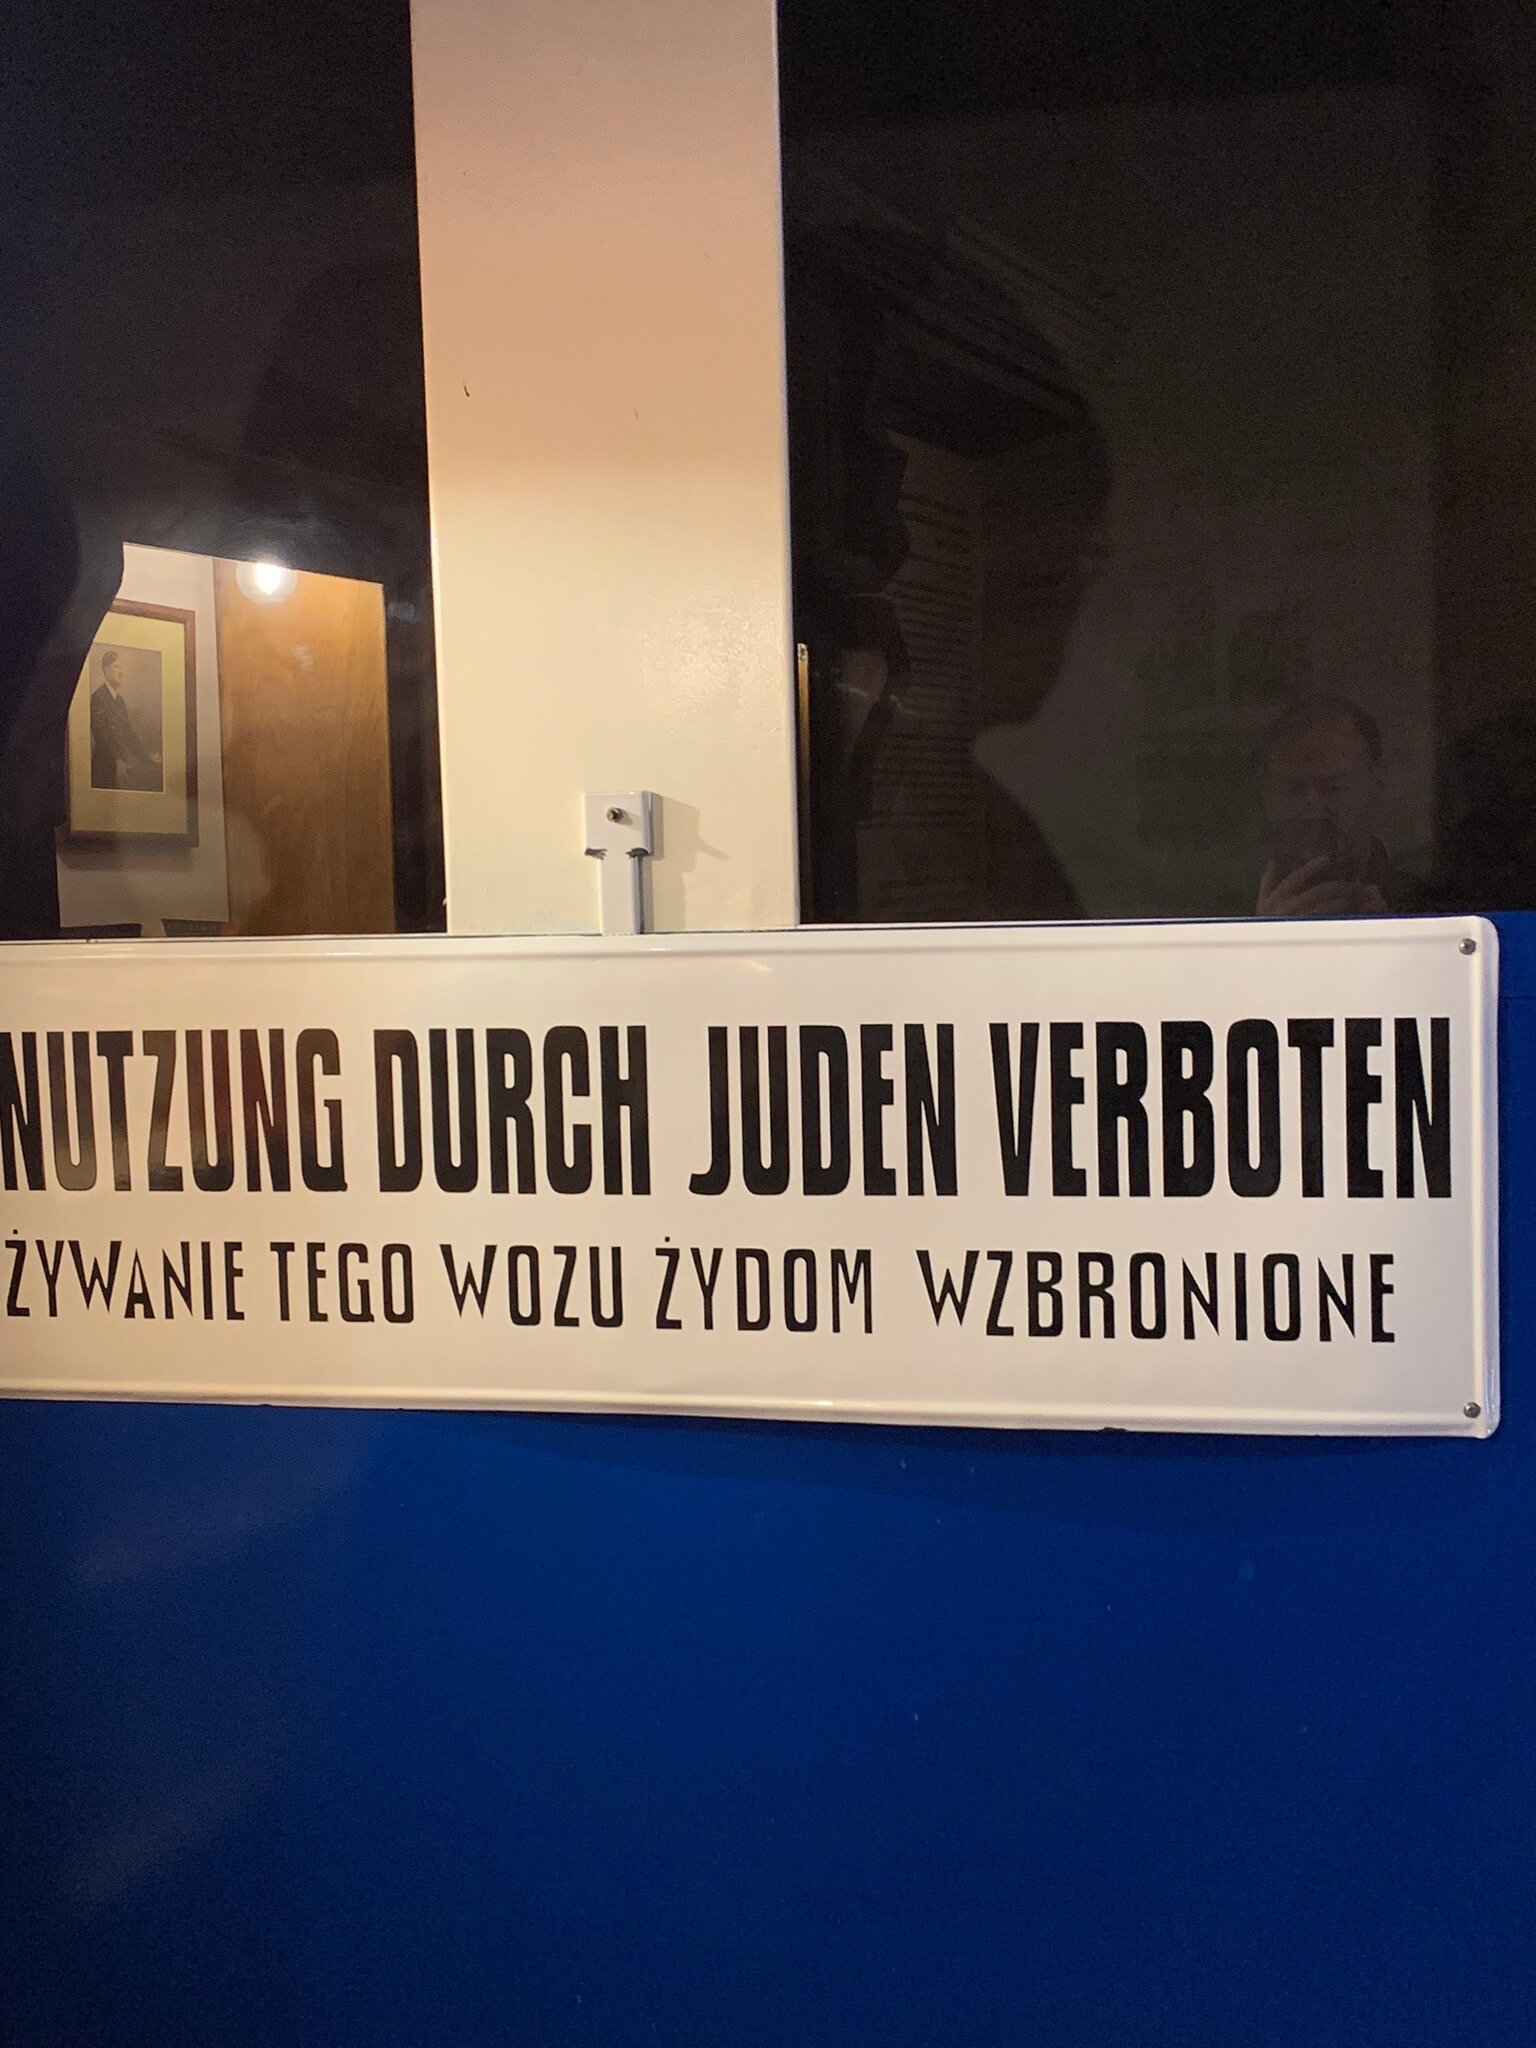 NUTZUNG DURCH JUDEN VERBOTEN
ŻYWANIE TEGO WOZU ŻYDOM WZBRONIONE